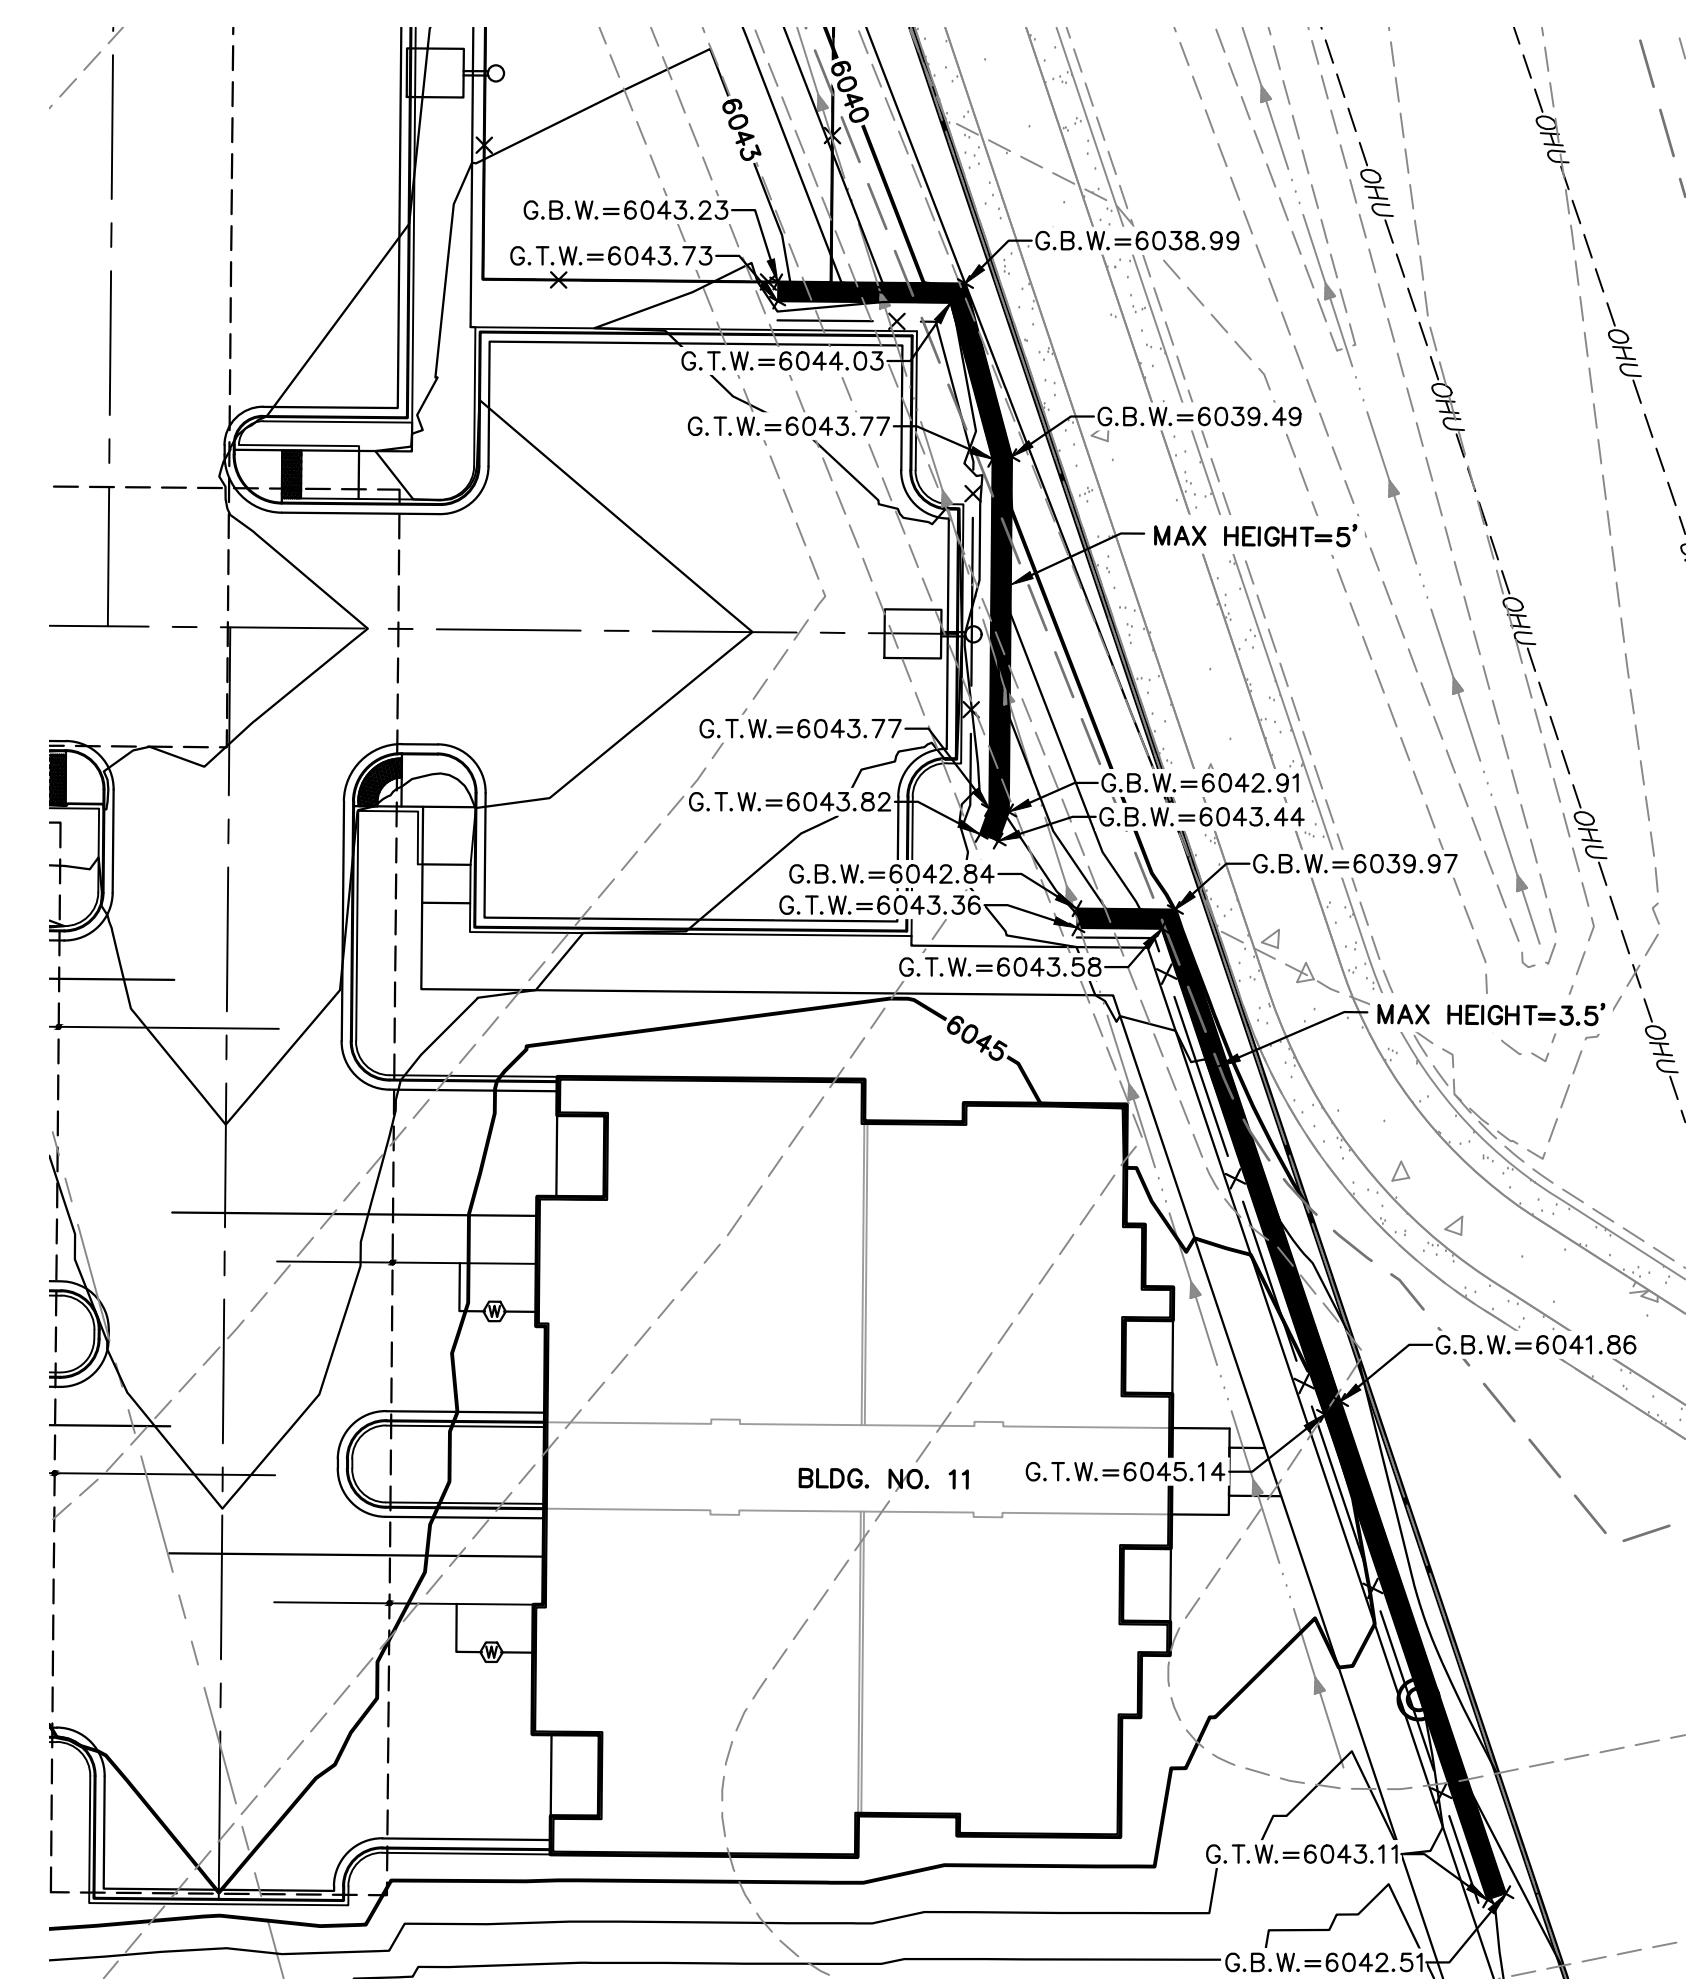 6043
6040
OHU
OHU
G.B.W.=6043.23
G.B.W.=6038.99
G.T.W.=6043.73
OHU
G.T.W.=6044.03
OHU
G.T.W.=6043.77
G.B.W.=6039.49
MAX HEIGHT=5'
OHU
G.T.W.=6043.77
G.B.W.=6042.91
G.T.W.=6043.82
G.B.W.=6043.44
OHU
G.B.W.=6042.84
G.B.W.=6039.97
G.T.W.=6043.36
G.T.W.=6043.58
MAX HEIGHT=3.5'
6045
OHU
W
G.B.W.=6041.86
BLDG. NO. 11
G.T.W.=6045.14
W
G.T.W.=6043.11
G.B.W.=6042.51